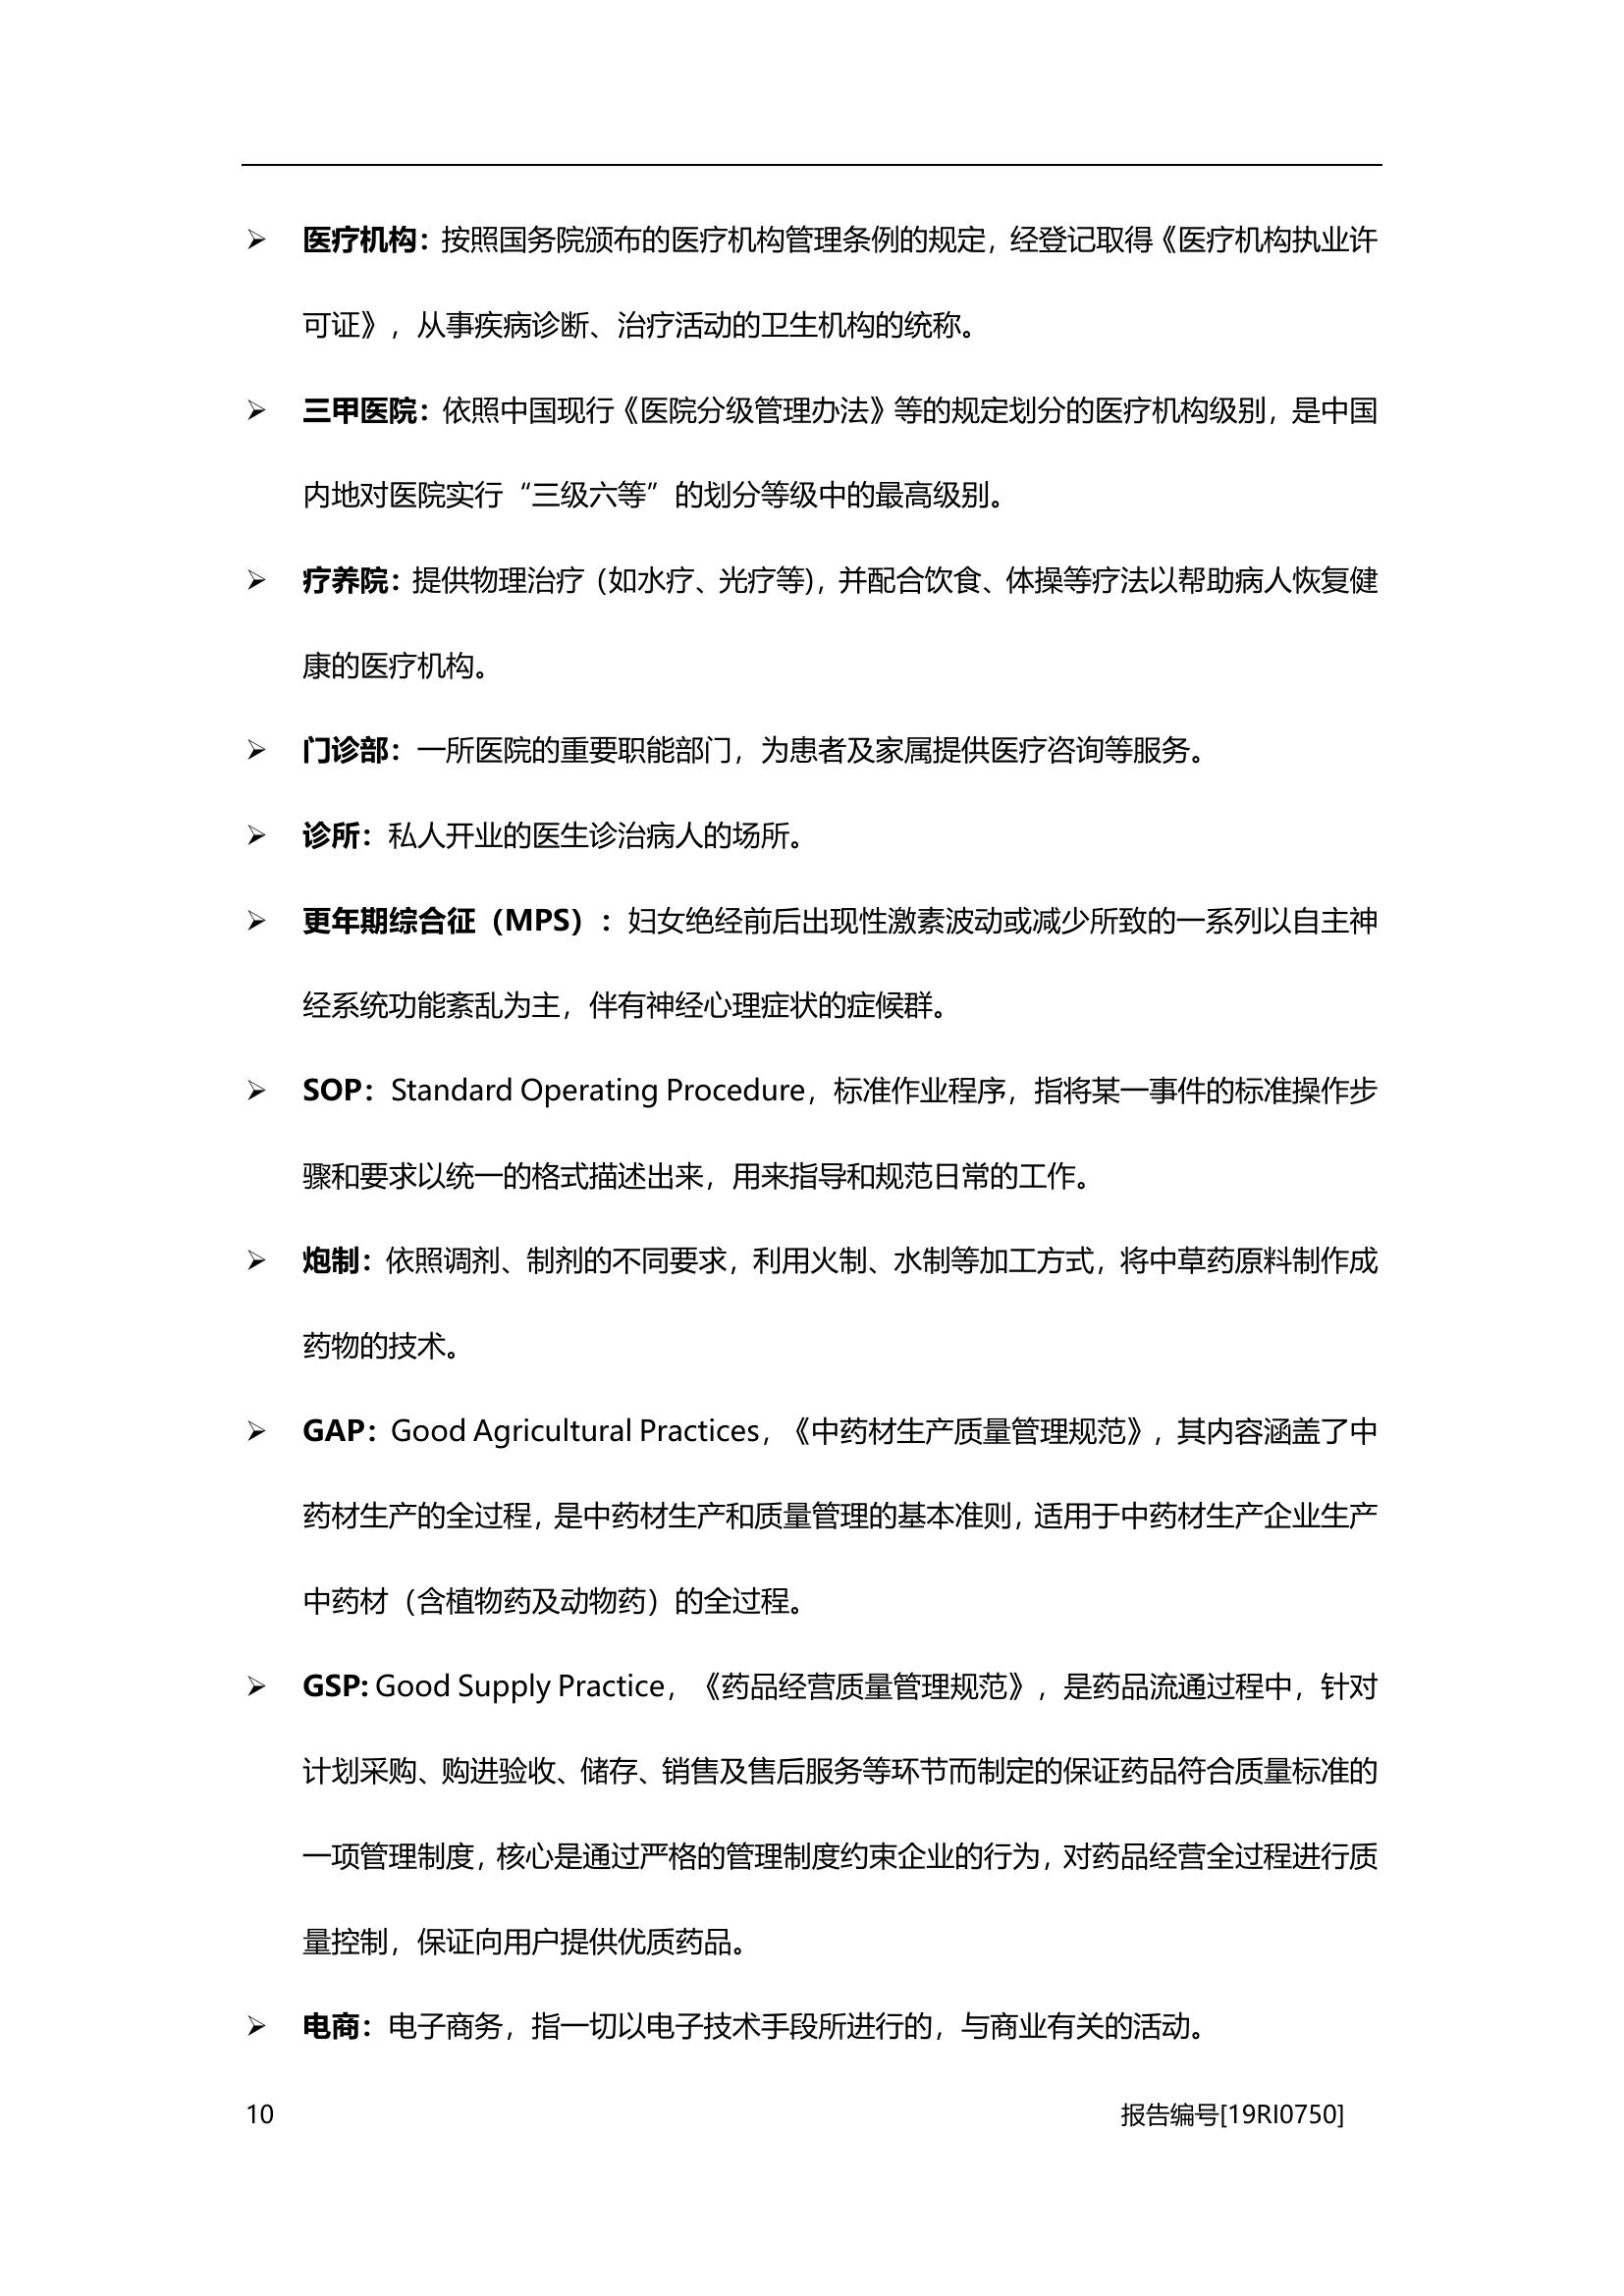 ➢ 医疗机构：按照国务院颁布的医疗机构管理条例的规定，经登记取得《医疗机构执业许
可证》，从事疾病诊断、治疗活动的卫生机构的统称。
➢ 三甲医院：依照中国现行《医院分级管理办法》等的规定划分的医疗机构级别，是中国
内地对医院实行“三级六等”的划分等级中的最高级别。
➢ 疗养院：提供物理治疗（如水疗、光疗等)，并配合饮食、体操等疗法以帮助病人恢复健
康的医疗机构。
➢ 门诊部：一所医院的重要职能部门，为患者及家属提供医疗咨询等服务。
➢ 诊所：私人开业的医生诊治病人的场所。
➢ 更年期综合征（MPS）：妇女绝经前后出现性激素波动或减少所致的一系列以自主神
经系统功能紊乱为主，伴有神经心理症状的症候群。
➢ SOP：Standard Operating Procedure，标准作业程序，指将某一事件的标准操作步
骤和要求以统一的格式描述出来，用来指导和规范日常的工作。
➢ 炮制：依照调剂、制剂的不同要求，利用火制、水制等加工方式，将中草药原料制作成
药物的技术。
➢ GAP：Good Agricultural Practices，《中药材生产质量管理规范》，其内容涵盖了中
药材生产的全过程，是中药材生产和质量管理的基本准则，适用于中药材生产企业生产
中药材（含植物药及动物药）的全过程。
➢ GSP: Good Supply Practice，《药品经营质量管理规范》，是药品流通过程中，针对
计划采购、购进验收、储存、销售及售后服务等环节而制定的保证药品符合质量标准的
一项管理制度，核心是通过严格的管理制度约束企业的行为，对药品经营全过程进行质
量控制，保证向用户提供优质药品。
➢ 电商：电子商务，指一切以电子技术手段所进行的，与商业有关的活动。
10 报告编号[19RI0750]